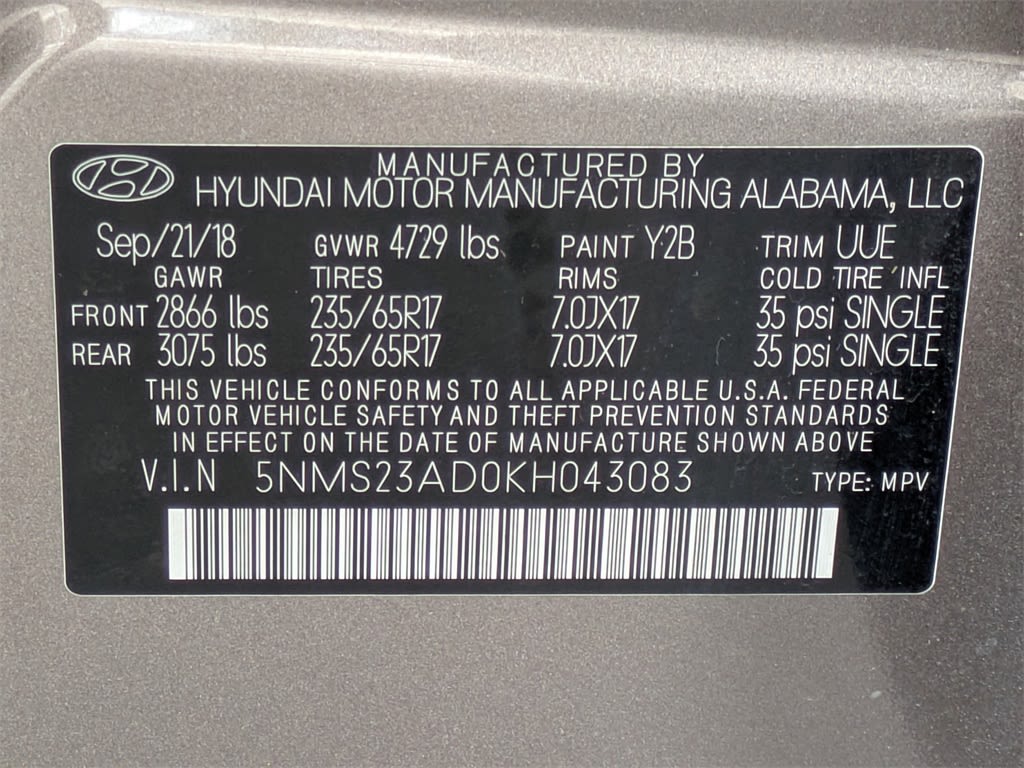 MANUFACTURED BY
HYUNDAI MOTOR MANUFACTURING ALABAMA, LLC
Sep/21/18 GVWR 4729 lbs PAINT Y2B TRIM UUE
GAWR TIRES RIMS COLD TIRE INFL
FRONT 2866 lbs 235/65R17 7.0JX17 35 psi SINGLE
REAR 3075 lbs 235/65R17 7.0JX17 35 psi SINGLE
THIS VEHICLE CONFORMS TO ALL APPLICABLE U.S.A. FEDERAL
MOTOR VEHICLE SAFETY AND THEFT PREVENTION STANDARDS
IN EFFECT ON THE DATE OF MANUFACTURE SHOWN ABOVE
V.I.N 5NMS23AD0KH043083 TYPE: MPV